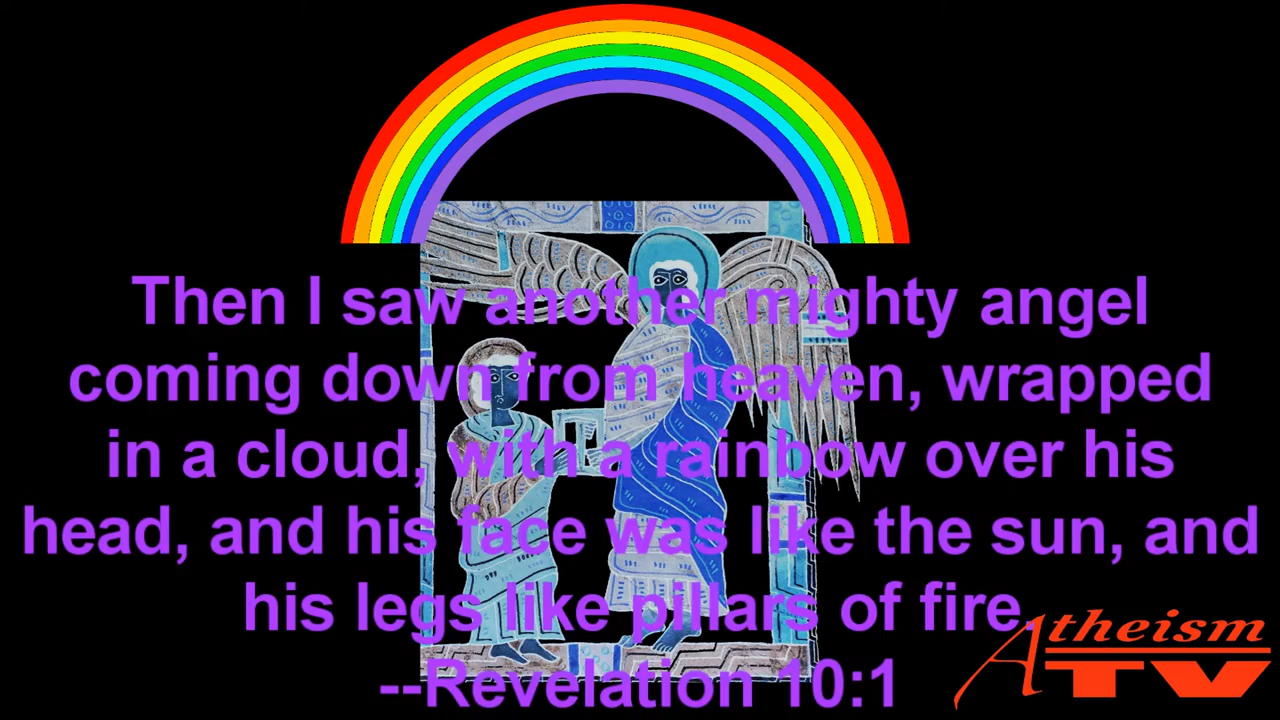 Then I saw another mighty angel
coming down from heaven, wrapped
in a cloud, with a rainbow over his
head, and his face was like the sun, and
his legs like pillars of fire.
--Revelation 10:1
Atheism
TV